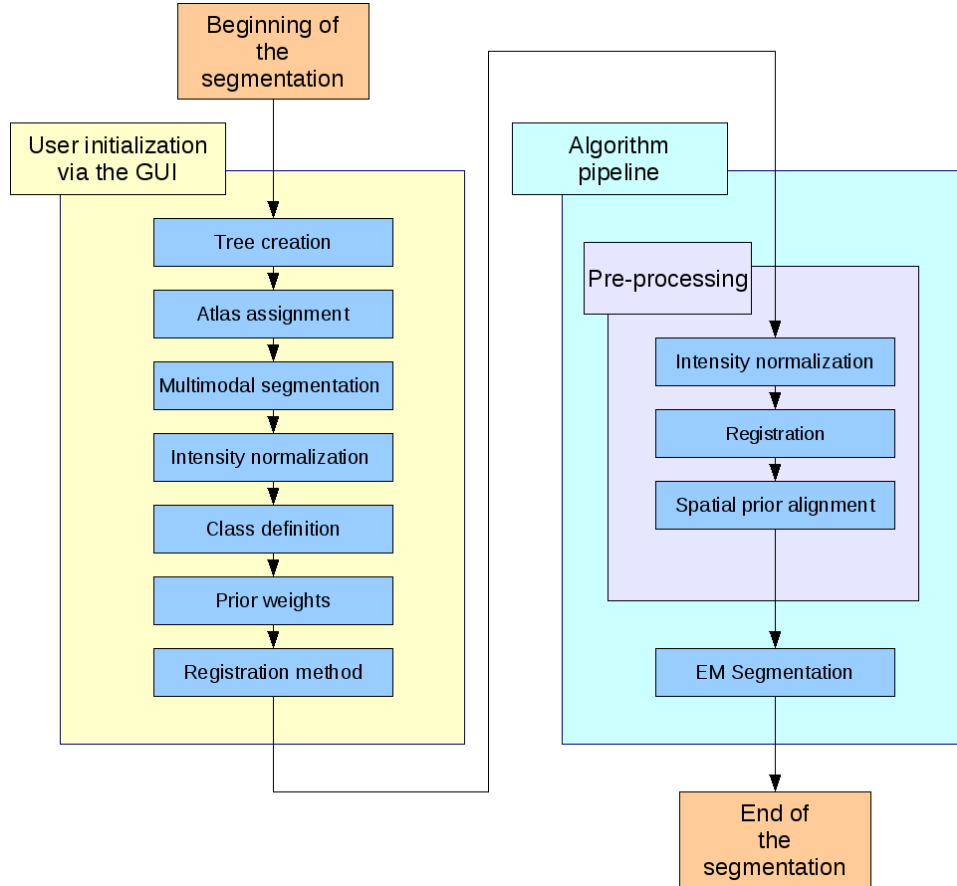 Beginning of
the
segmentation
User initialization
via the GUI
Tree creation
Atlas assignment
Multimodal segmentation
Intensity normalization
Class definition
Prior weights
Registration method
Algorithm
pipeline
Pre-processing
Intensity normalization
Registration
Spatial prior alignment
EM Segmentation
End of
the
segmentation